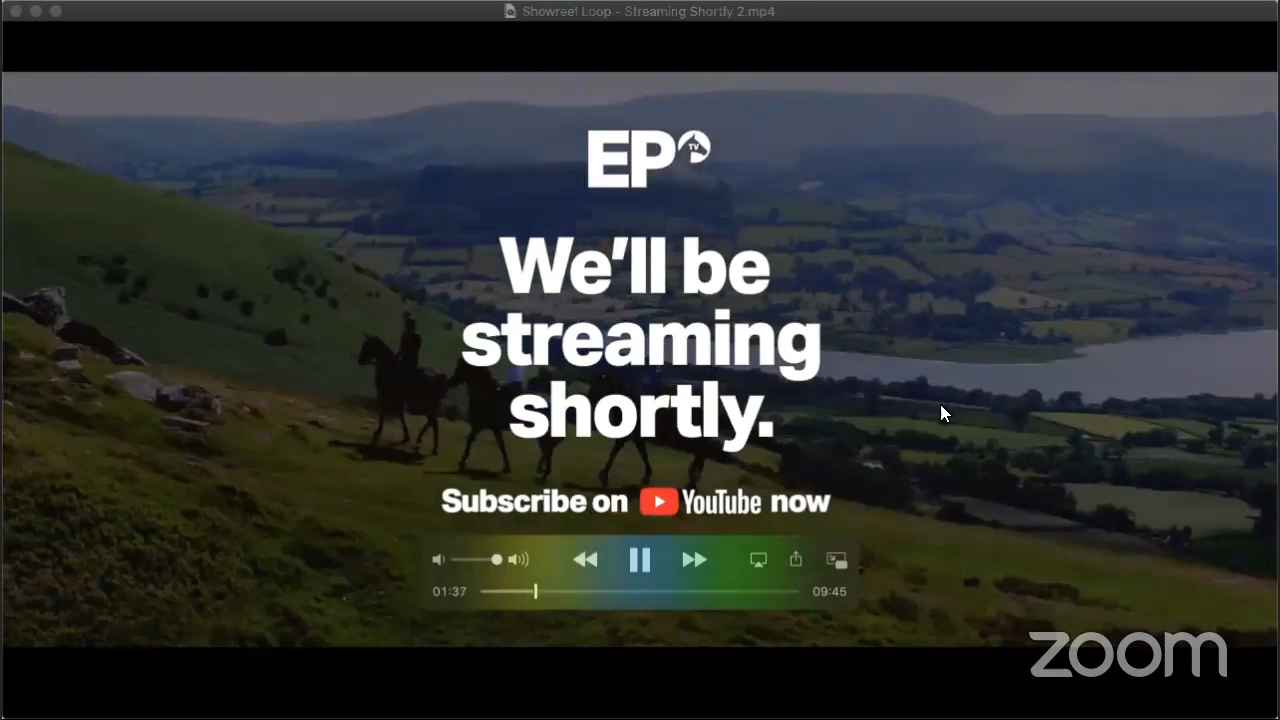 Showreel Loop - Streaming Shortly 2.mp4
EP TV
We'll be
streaming
shortly.
Subscribe on YouTube now
01:37
09:45
zoom